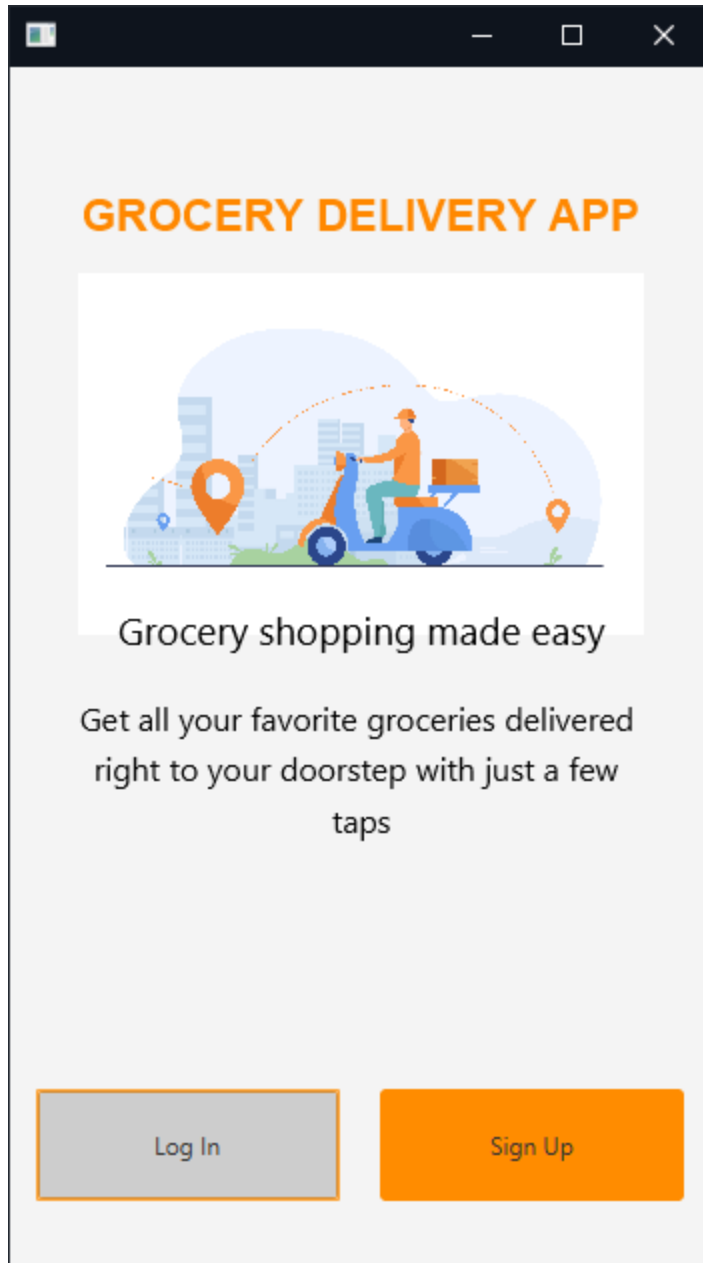 GROCERY DELIVERY APP
Grocery shopping made easy
Get all your favorite groceries delivered
right to your doorstep with just a few
taps
Log In
Sign Up